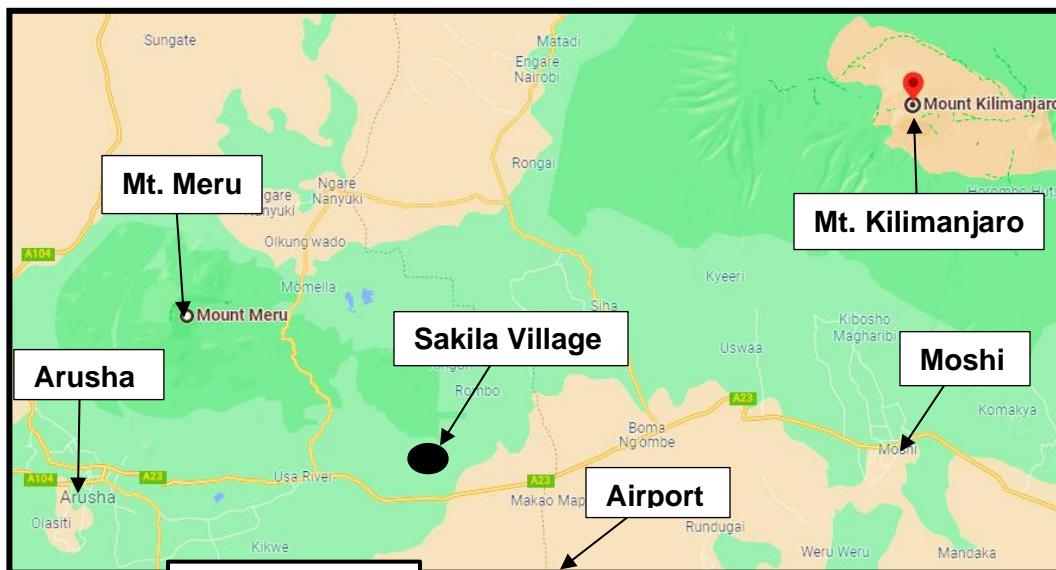 Sungate
Matadi
Engare
Nairobi
Mount Kilimanjaro
Rongai
Mt. Meru
Ngare
Nanyuki
Nanyuki
Mt. Kilimanjaro
Olkung'wado
A104
Kyeeri
Momella
Siha
Mount Meru
Kibosho
Magharibi
Sakila Village
Uswaa
Moshi
Arusha
Rombo
A23
Komakya
Boma
Ng'ombe
Moshi
A104
A23
Usa River
A23
Arusha
Makao Map
Airport
Olasiti
Rundugai
Kikwe
Weru Weru
Mandaka